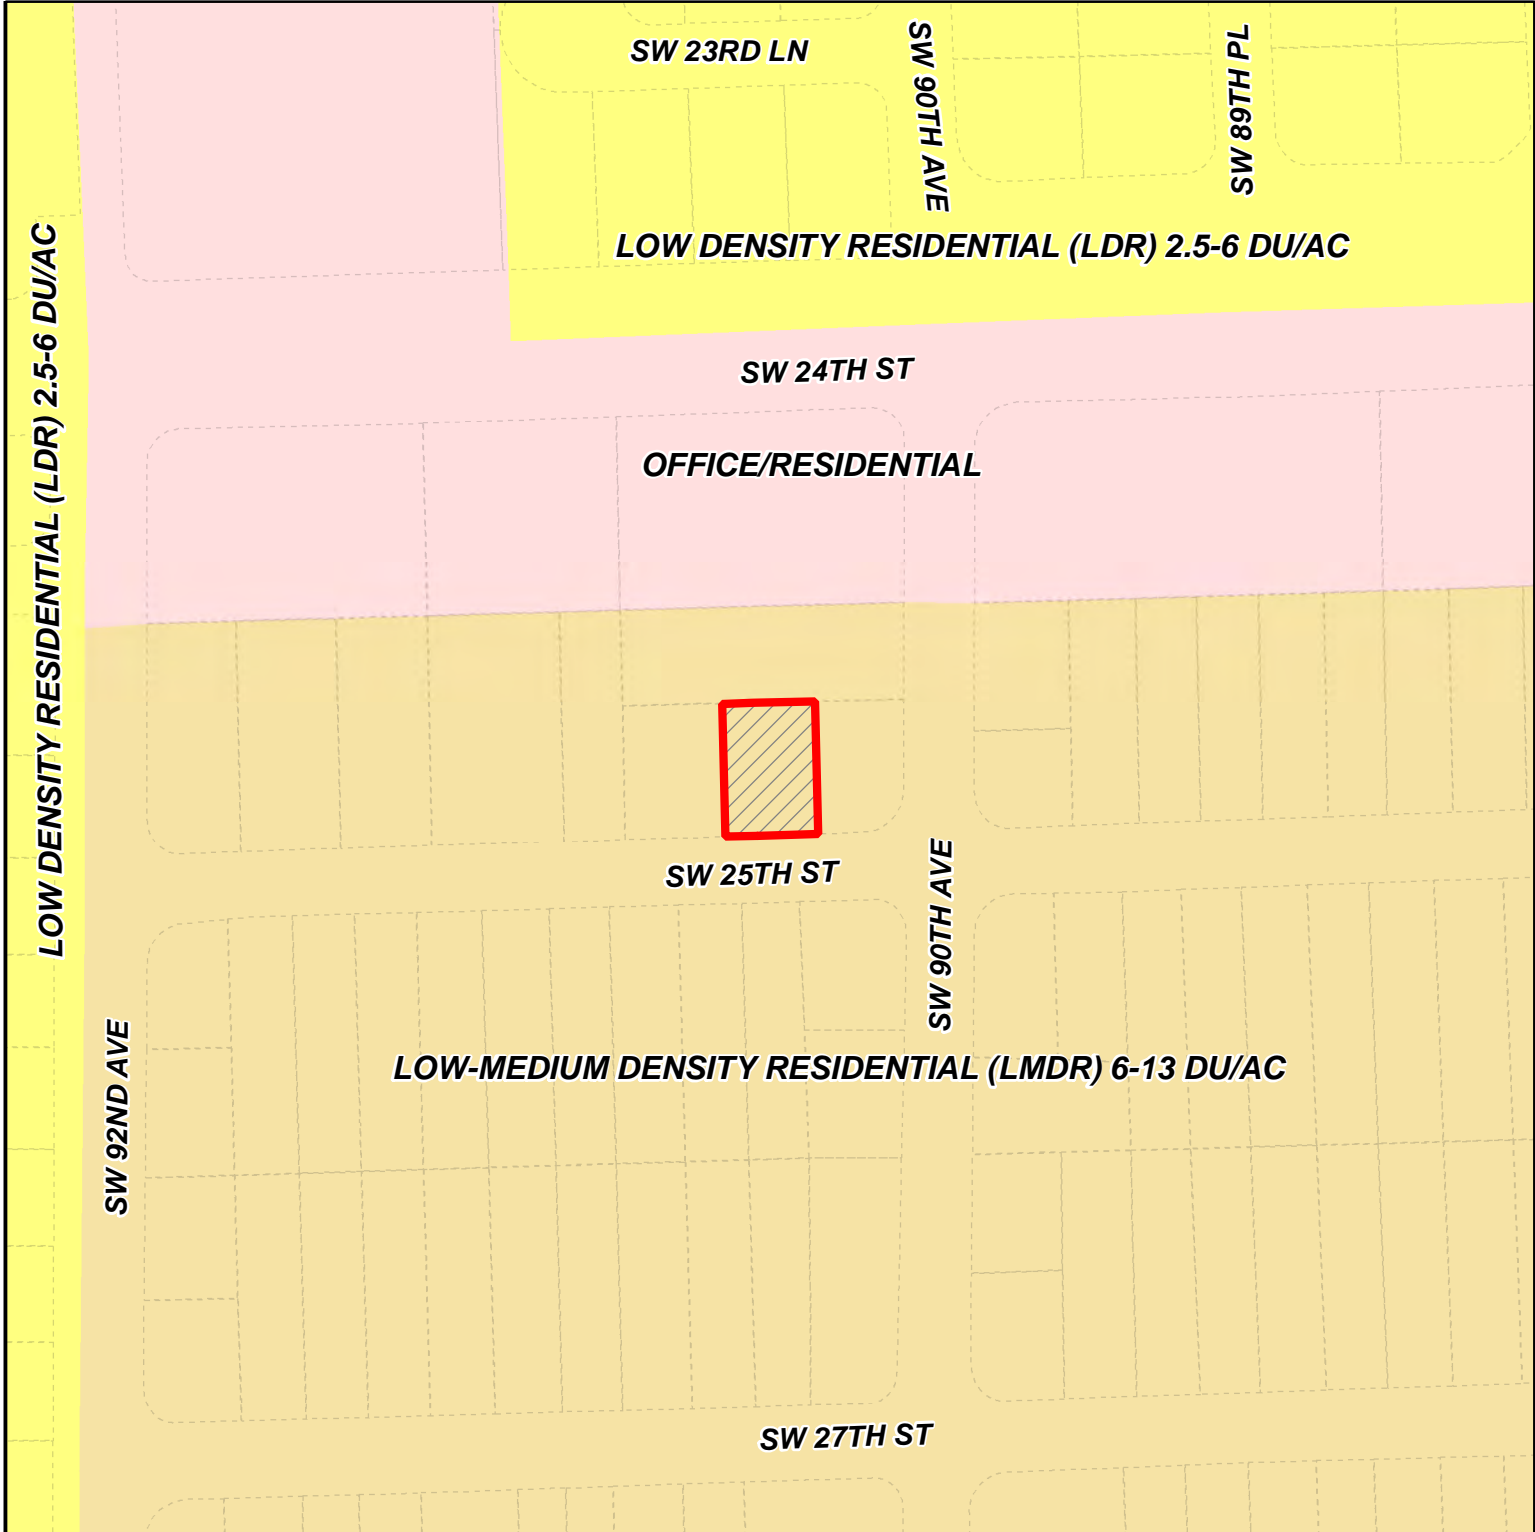 SW 23RD LN
SW 90TH AVE
SW 89TH PL
LOW DENSITY RESIDENTIAL (LDR) 2.5-6 DU/AC
LOW DENSITY RESIDENTIAL (LDR) 2.5-6 DU/AC
SW 24TH ST
OFFICE/RESIDENTIAL
SW 25TH ST
SW 90TH AVE
LOW-MEDIUM DENSITY RESIDENTIAL (LMDR) 6-13 DU/AC
SW 92ND AVE
SW 27TH ST